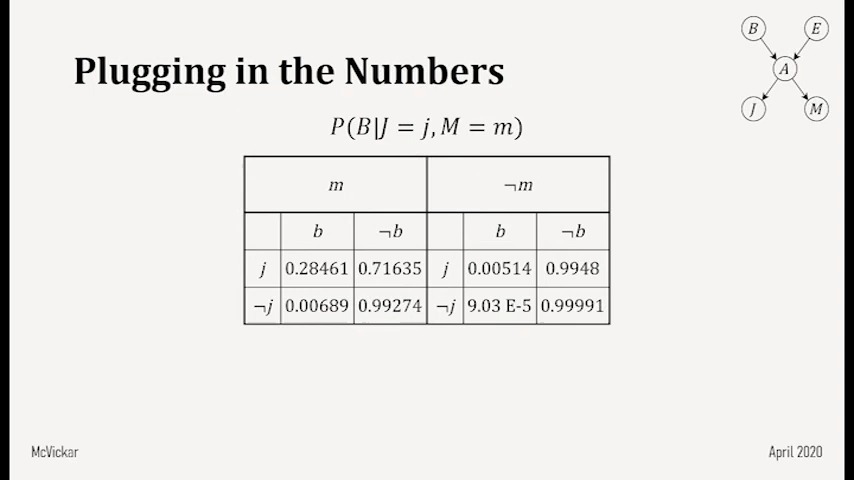 B E
Plugging in the Numbers
A
P(B|J = j, M = m)
J M
m ¬m
b ¬b b ¬b
j 0.28461 0.71635 j 0.00514 0.9948
¬j 0.00689 0.99274 ¬j 9.03 E-5 0.99991
McVickar April 2020